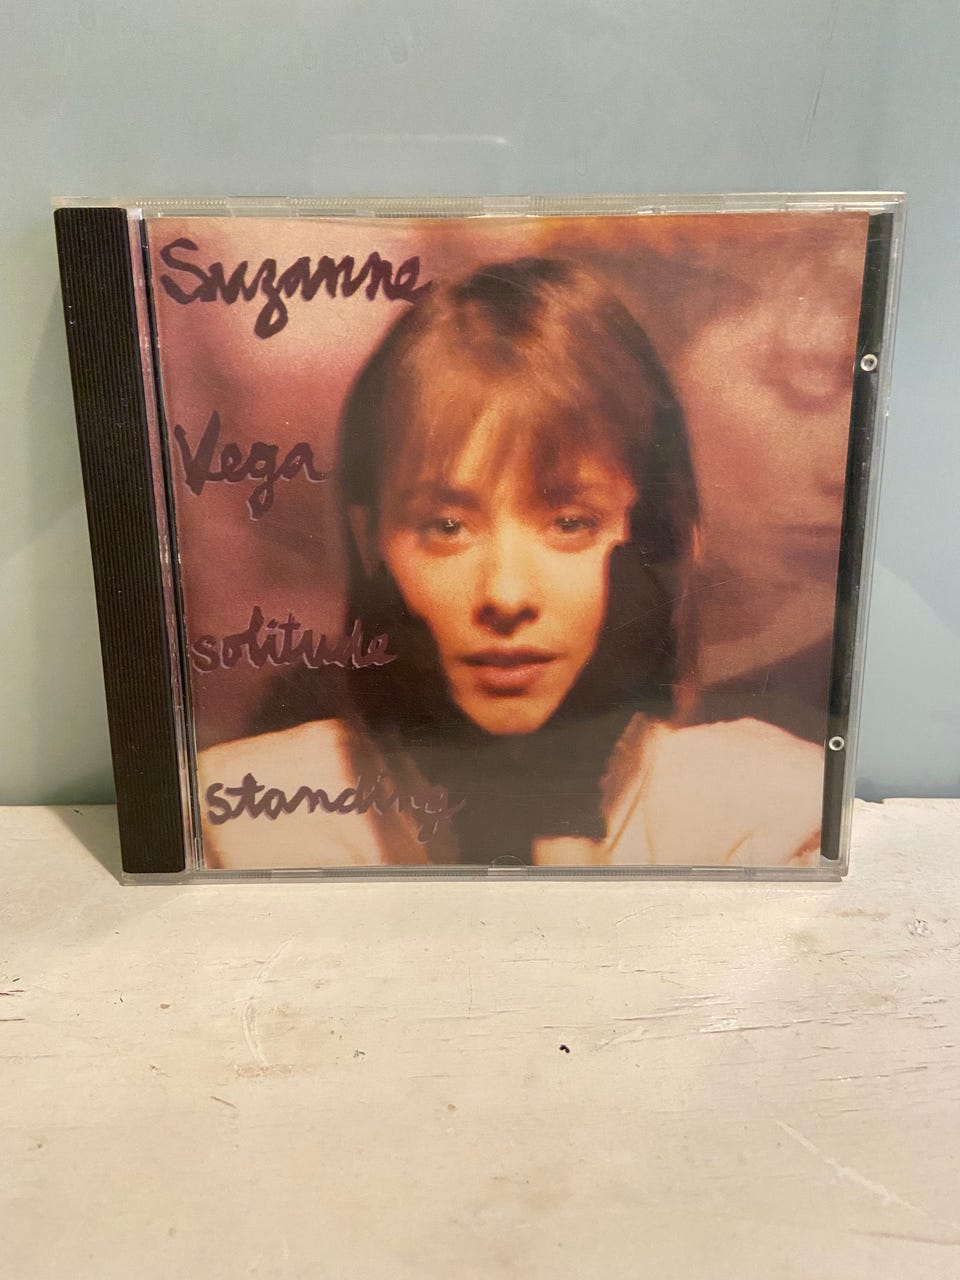 Suzanne
Vega
solitude
standing